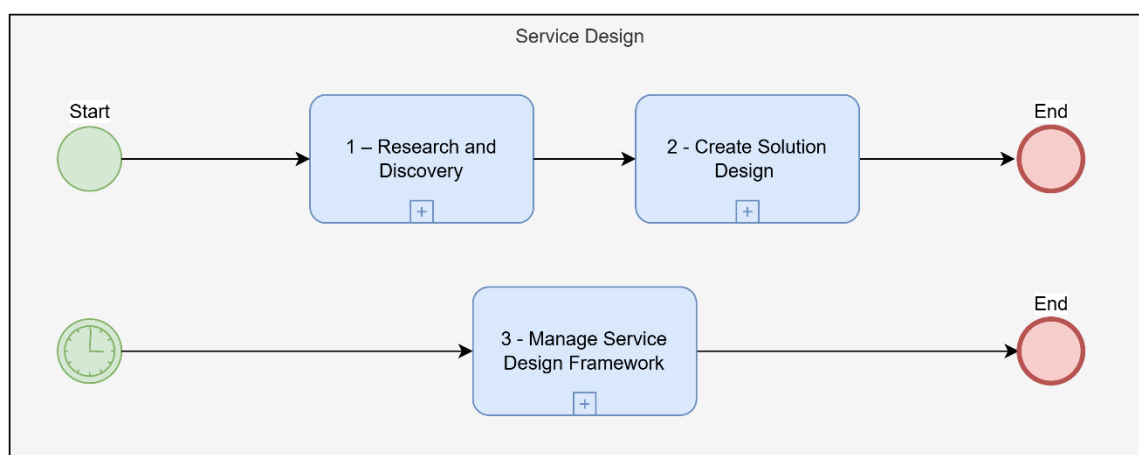 Service Design
Start
End
1 – Research and
Discovery
2 - Create Solution
Design
End
3 - Manage Service
Design Framework